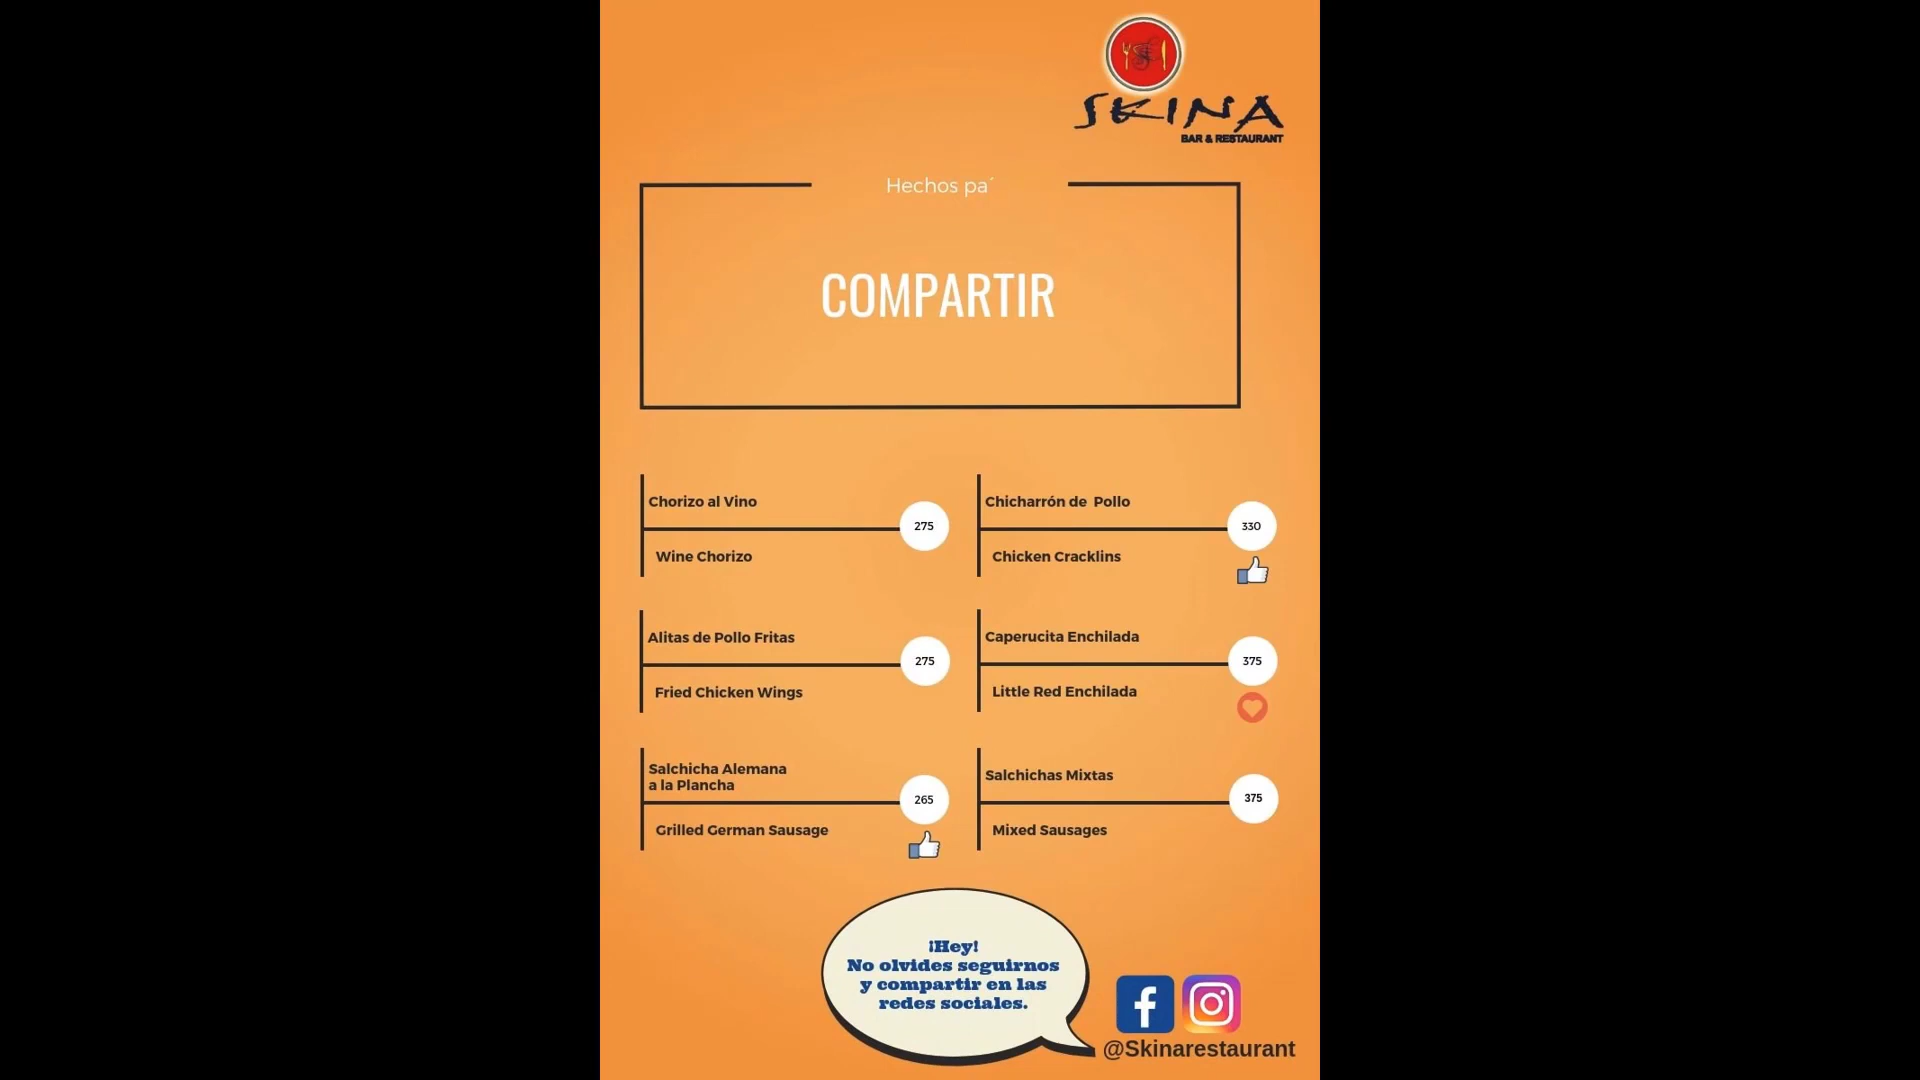 SKINA
BAR & RESTAURANT
Hechos pa´
COMPARTIR
Chorizo al Vino
275
Wine Chorizo
Chicharrón de  Pollo
330
Chicken Cracklins
Alitas de Pollo Fritas
275
Fried Chicken Wings
Caperucita Enchilada
375
Little Red Enchilada
Salchicha Alemana
a la Plancha
265
Grilled German Sausage
Salchichas Mixtas
375
Mixed Sausages
¡Hey!
No olvides seguirnos
y compartir en las
redes sociales.
@Skinarestaurant